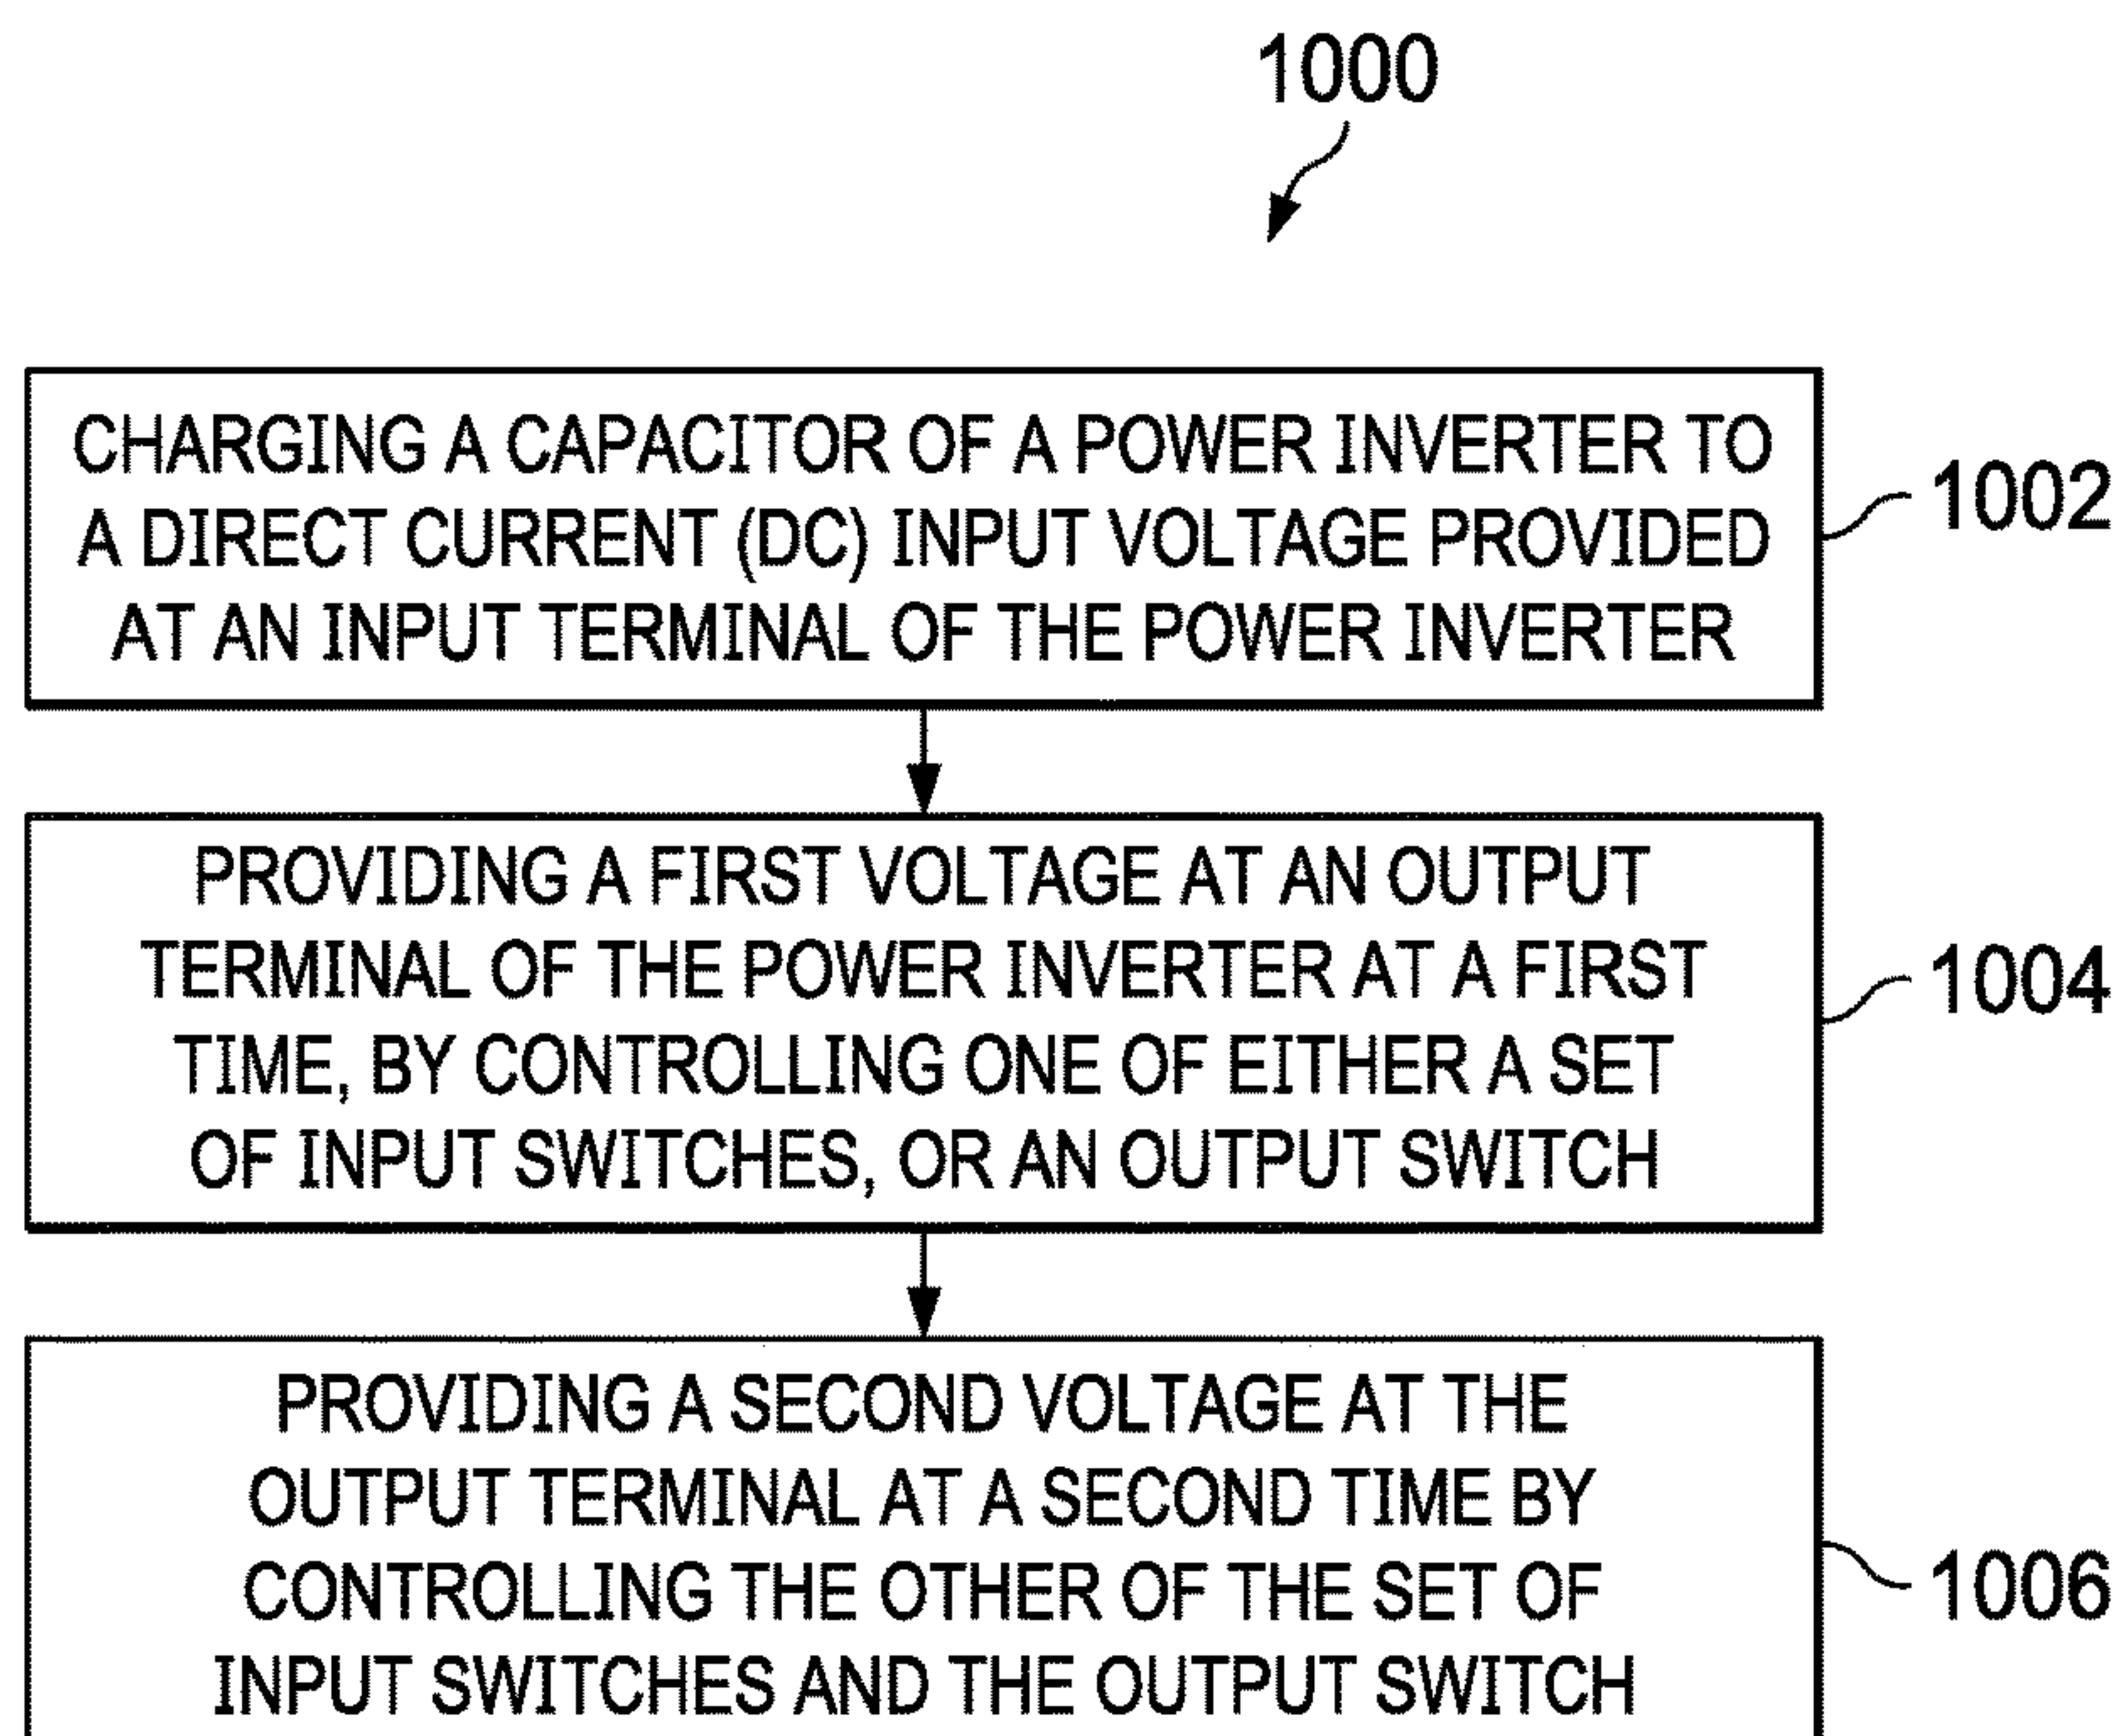 1000
CHARGING A CAPACITOR OF A POWER INVERTER TO
A DIRECT CURRENT (DC) INPUT VOLTAGE PROVIDED
AT AN INPUT TERMINAL OF THE POWER INVERTER
1002
PROVIDING A FIRST VOLTAGE AT AN OUTPUT
TERMINAL OF THE POWER INVERTER AT A FIRST
TIME, BY CONTROLLING ONE OF EITHER A SET
OF INPUT SWITCHES, OR AN OUTPUT SWITCH
1004
PROVIDING A SECOND VOLTAGE AT THE
OUTPUT TERMINAL AT A SECOND TIME BY
CONTROLLING THE OTHER OF THE SET OF
INPUT SWITCHES AND THE OUTPUT SWITCH
1006